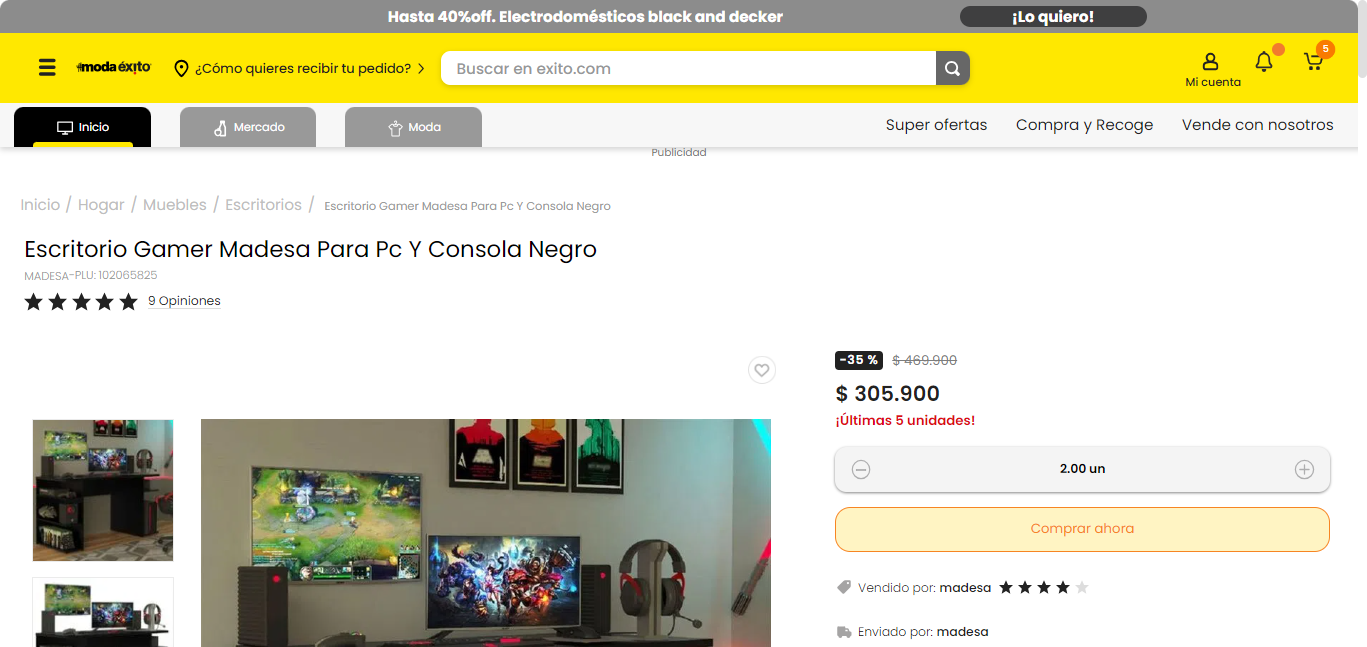 Hasta 40%off. Electrodomésticos black and decker
¡Lo quiero!
moda éxito
¿Cómo quieres recibir tu pedido?
Buscar en exito.com
Mi cuenta
5
Inicio
Mercado
Moda
Super ofertas
Compra y Recoge
Vende con nosotros
Publicidad
Inicio / Hogar / Muebles / Escritorios / Escritorio Gamer Madesa Para Pc Y Consola Negro
Escritorio Gamer Madesa Para Pc Y Consola Negro
MADESA-PLU: 102065825
9 Opiniones
-35 % $ 469.900
$ 305.900
¡Últimas 5 unidades!
2.00 un
Comprar ahora
Vendido por: madesa
Enviado por: madesa